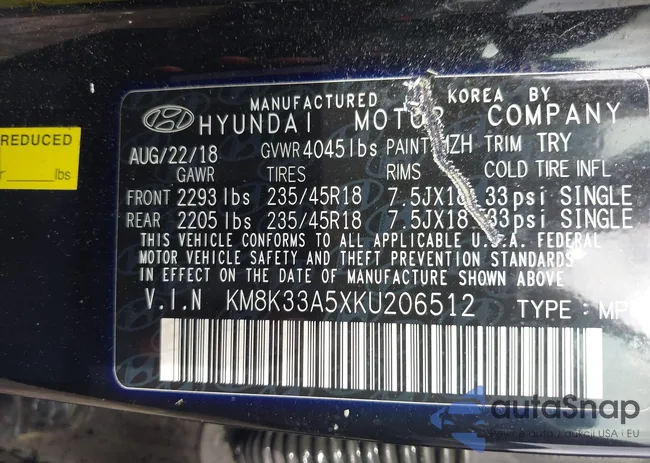 MANUFACTURED IN KOREA BY
HYUNDAI MOTOR COMPANY
AUG/22/18 GVWR 4045lbs PAINT NZH TRIM TRY
GAWR TIRES RIMS COLD TIRE INFL
FRONT 2293lbs 235/45R18 7.5JX18 33psi SINGLE
REAR 2205lbs 235/45R18 7.5JX18 33psi SINGLE
THIS VEHICLE CONFORMS TO ALL APPLICABLE U.S.A. FEDERAL
MOTOR VEHICLE SAFETY AND THEFT PREVENTION STANDARDS
IN EFFECT ON THE DATE OF MANUFACTURE SHOWN ABOVE.
V.I.N KM8K33A5XKU206512 TYPE : MP
REDUCED
lbs
autoSnap
USA i EU